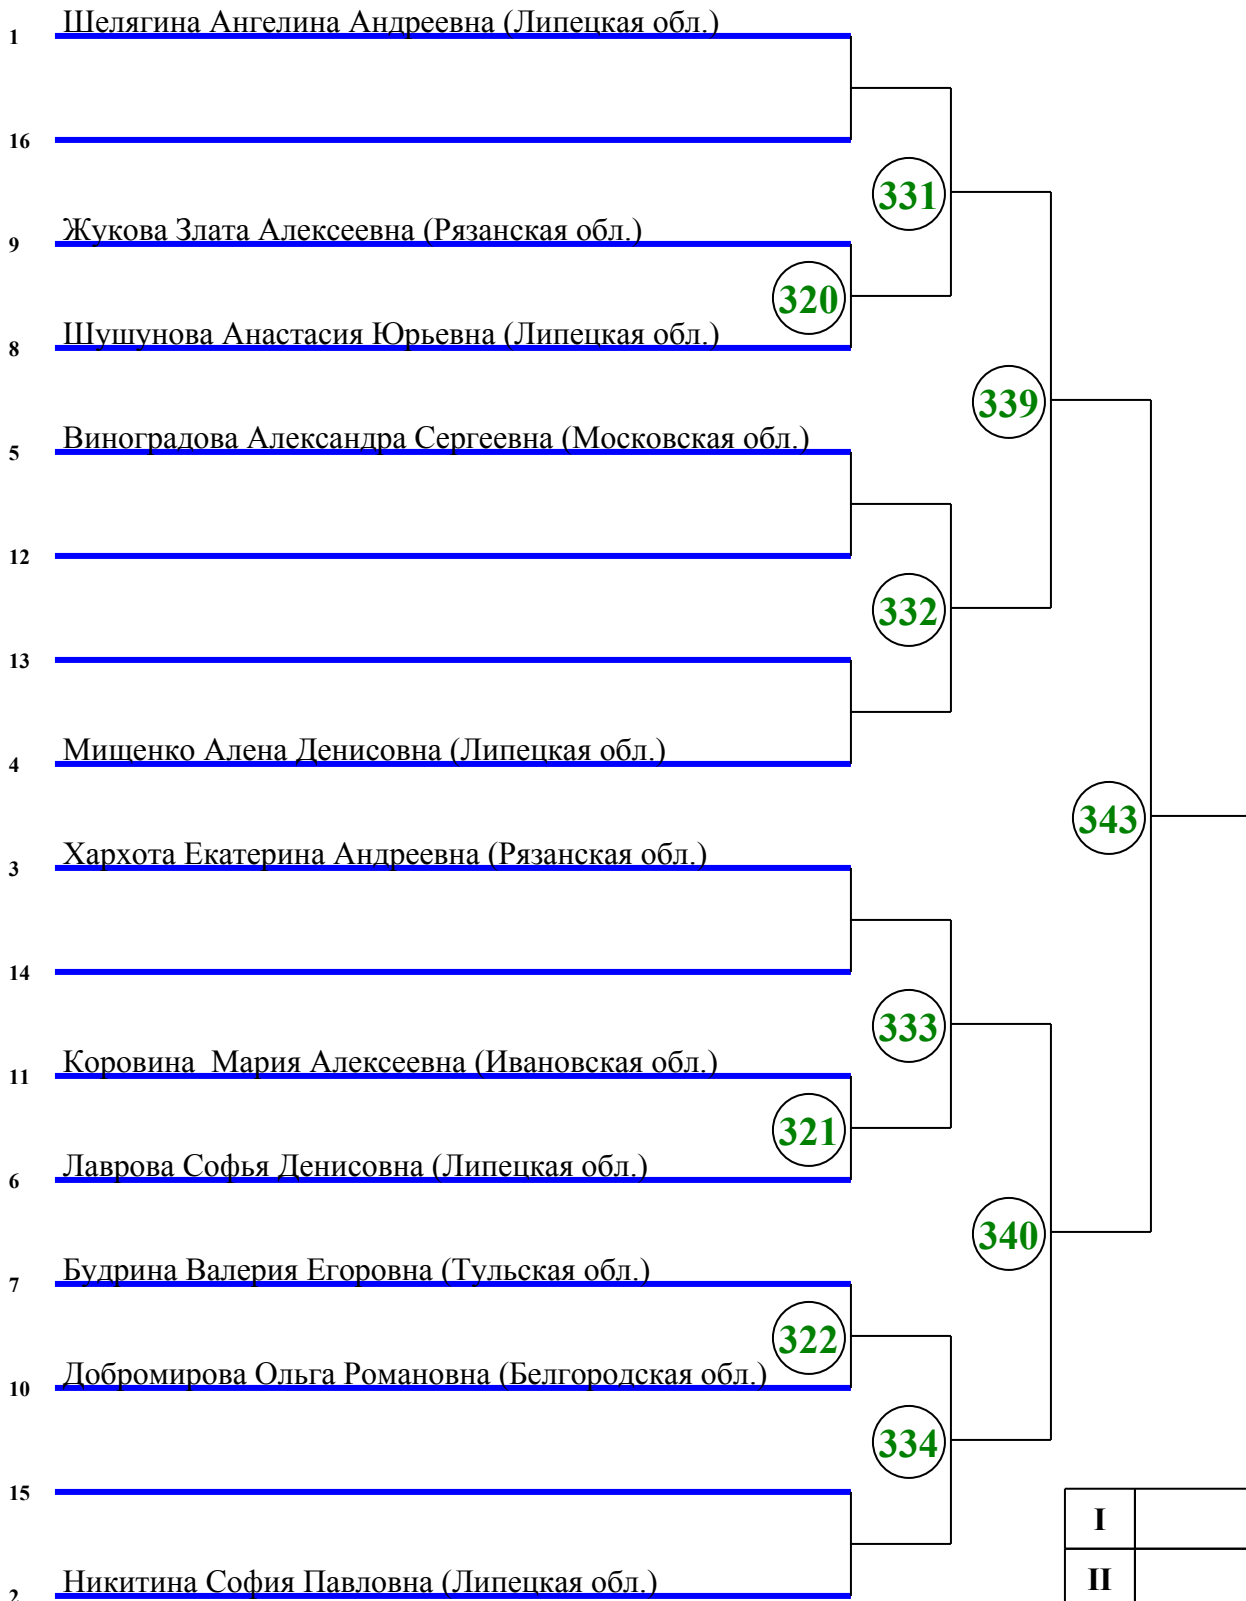 1 Шелягина Ангелина Андреевна (Липецкая обл.)
16
331
9 Жукова Злата Алексеевна (Рязанская обл.)
320
8 Шушунова Анастасия Юрьевна (Липецкая обл.)
339
5 Виноградова Александра Сергеевна (Московская обл.)
12
332
13
4 Мищенко Алена Денисовна (Липецкая обл.)
343
3 Хархота Екатерина Андреевна (Рязанская обл.)
14
333
11 Коровина  Мария Алексеевна (Ивановская обл.)
321
6 Лаврова Софья Денисовна (Липецкая обл.)
340
7 Будрина Валерия Егоровна (Тульская обл.)
322
10 Добромирова Ольга Романовна (Белгородская обл.)
334
15
I
II
2 Никитина София Павловна (Липецкая обл.)